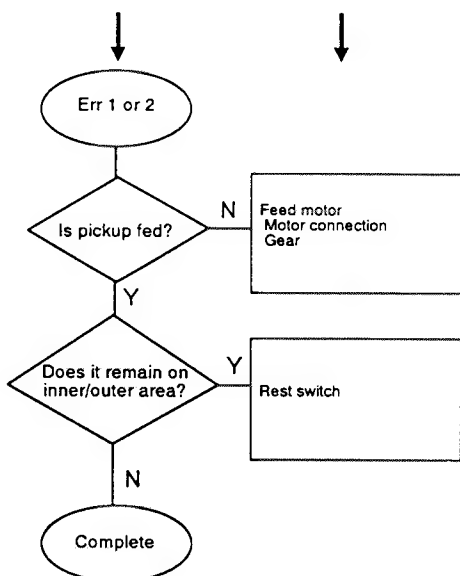 Err 1 or 2
Is pickup fed?
N
Feed motor
Motor connection
Gear
Y
Does it remain on
inner/outer area?
Y
Rest switch
N
Complete